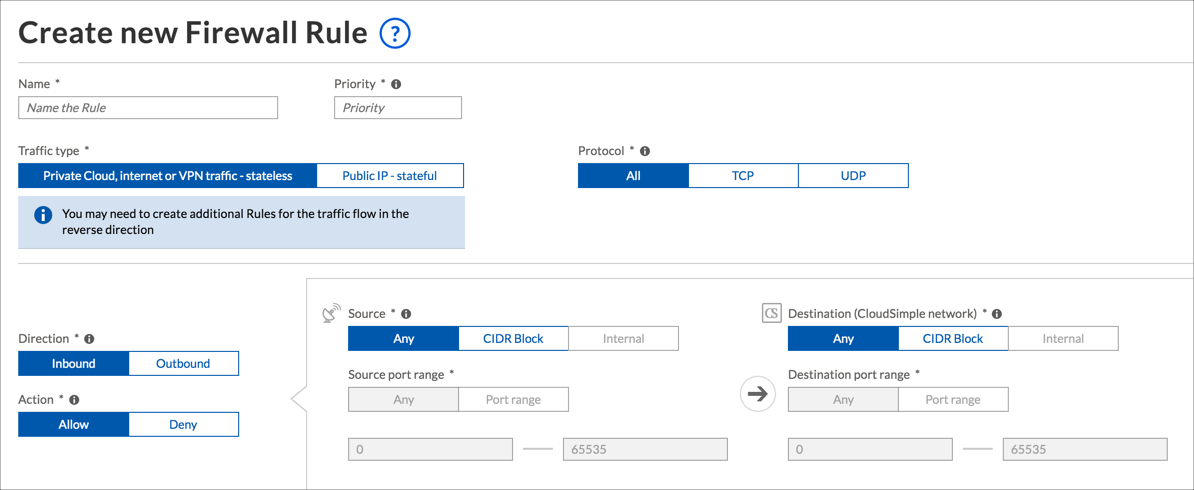 Create new Firewall Rule ?
Name * Priority * i
Name the Rule Priority
Traffic type * Protocol * i
Private Cloud, internet or VPN traffic - stateless Public IP - stateful All TCP UDP
i You may need to create additional Rules for the traffic flow in the
reverse direction
Source * i CS Destination (CloudSimple network) * i
Direction * i Any CIDR Block Internal Any CIDR Block Internal
Inbound Outbound Source port range * Destination port range *
Action * i Any Port range Any Port range
Allow Deny
0 65535 0 65535